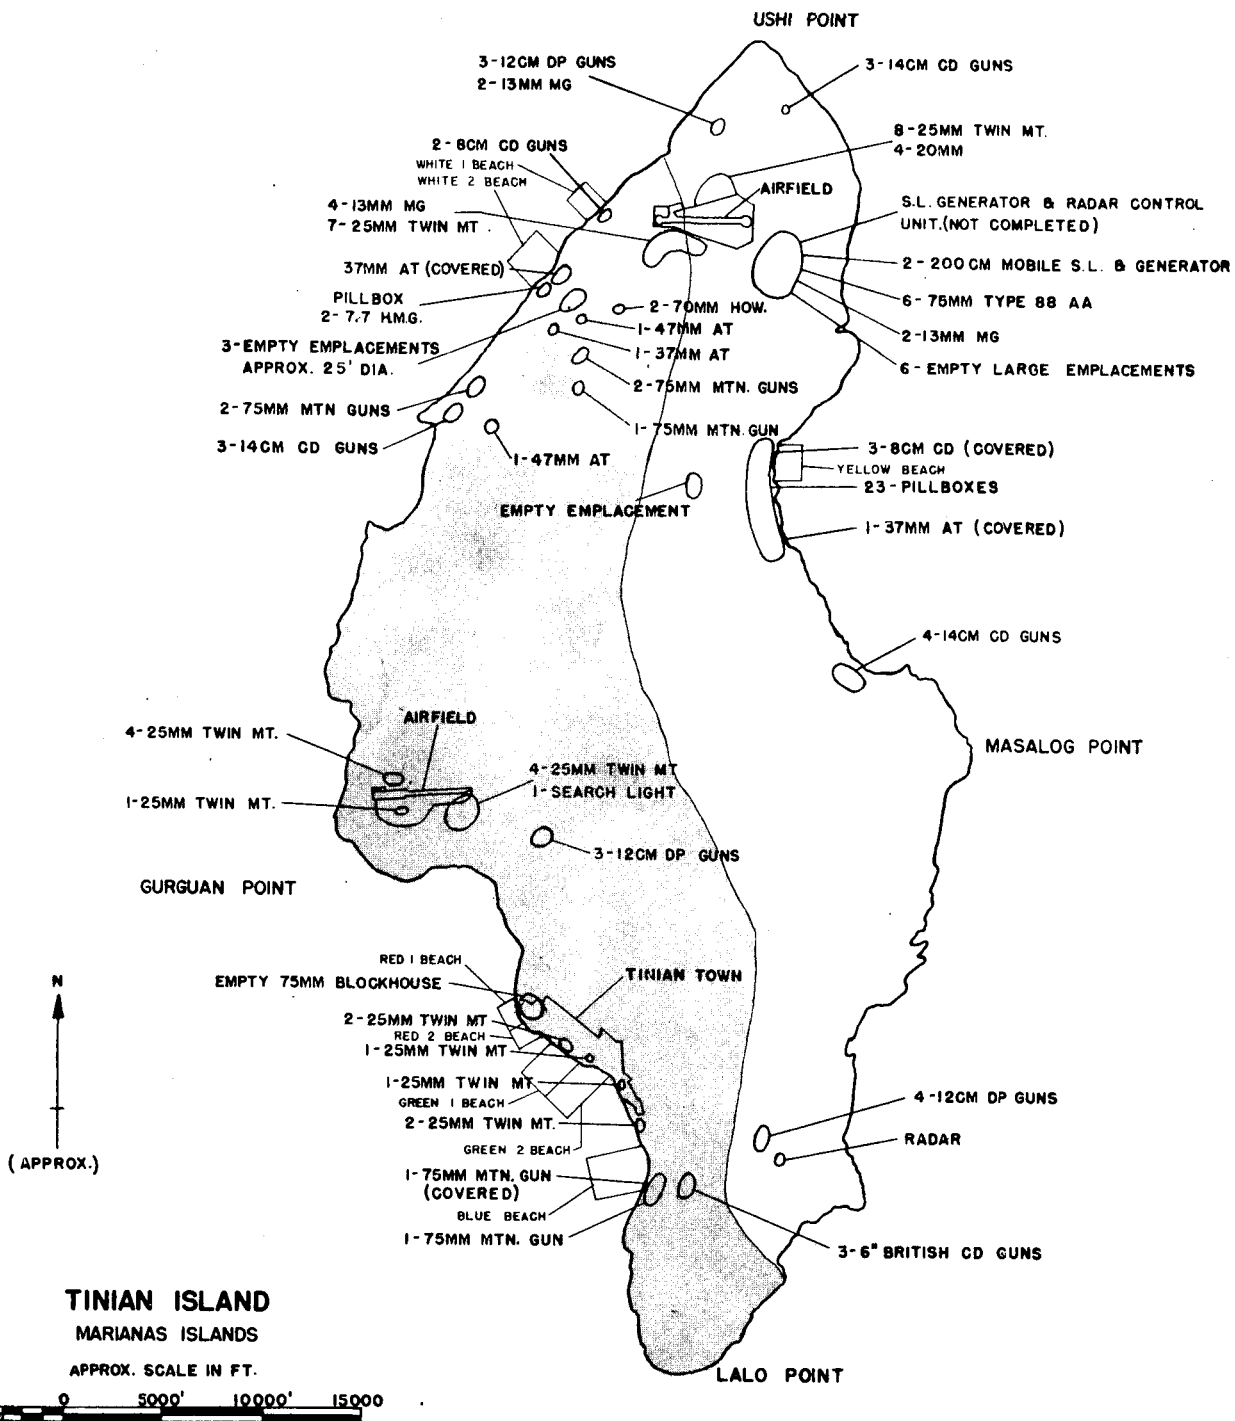 USHI POINT
3-12CM DP GUNS
2-13MM MG
3-14CM CD GUNS
8-25MM TWIN MT.
4-20MM
2-8CM CD GUNS
WHITE 1 BEACH
WHITE 2 BEACH
AIRFIELD
4-13MM MG
7-25MM TWIN MT.
S.L. GENERATOR & RADAR CONTROL
UNIT.(NOT COMPLETED)
37MM AT (COVERED)
2-200CM MOBILE S.L. & GENERATOR
PILLBOX
2-7.7 H.M.G.
6-75MM TYPE 88 AA
2-70MM HOW.
1-47MM AT
2-13MM MG
3-EMPTY EMPLACEMENTS
APPROX. 25' DIA.
1-37MM AT
6-EMPTY LARGE EMPLACEMENTS
2-75MM MTN. GUNS
2-75MM MTN GUNS
1-75MM MTN. GUN
3-14CM CD GUNS
3-8CM CD (COVERED)
1-47MM AT
YELLOW BEACH
23-PILLBOXES
EMPTY EMPLACEMENT
1-37MM AT (COVERED)
4-14CM CD GUNS
AIRFIELD
4-25MM TWIN MT.
MASALOG POINT
4-25MM TWIN MT
1-SEARCH LIGHT
1-25MM TWIN MT.
3-12CM DP GUNS
GURGUAN POINT
RED 1 BEACH
TINIAN TOWN
EMPTY 75MM BLOCKHOUSE
N
2-25MM TWIN MT
RED 2 BEACH
1-25MM TWIN MT
1-25MM TWIN MT
GREEN 1 BEACH
4-12CM DP GUNS
2-25MM TWIN MT.
RADAR
GREEN 2 BEACH
(APPROX.)
1-75MM MTN. GUN
(COVERED)
BLUE BEACH
1-75MM MTN. GUN
3-6" BRITISH CD GUNS
TINIAN ISLAND
MARIANAS ISLANDS
LALO POINT
APPROX. SCALE IN FT.
0 5000' 10000' 15000